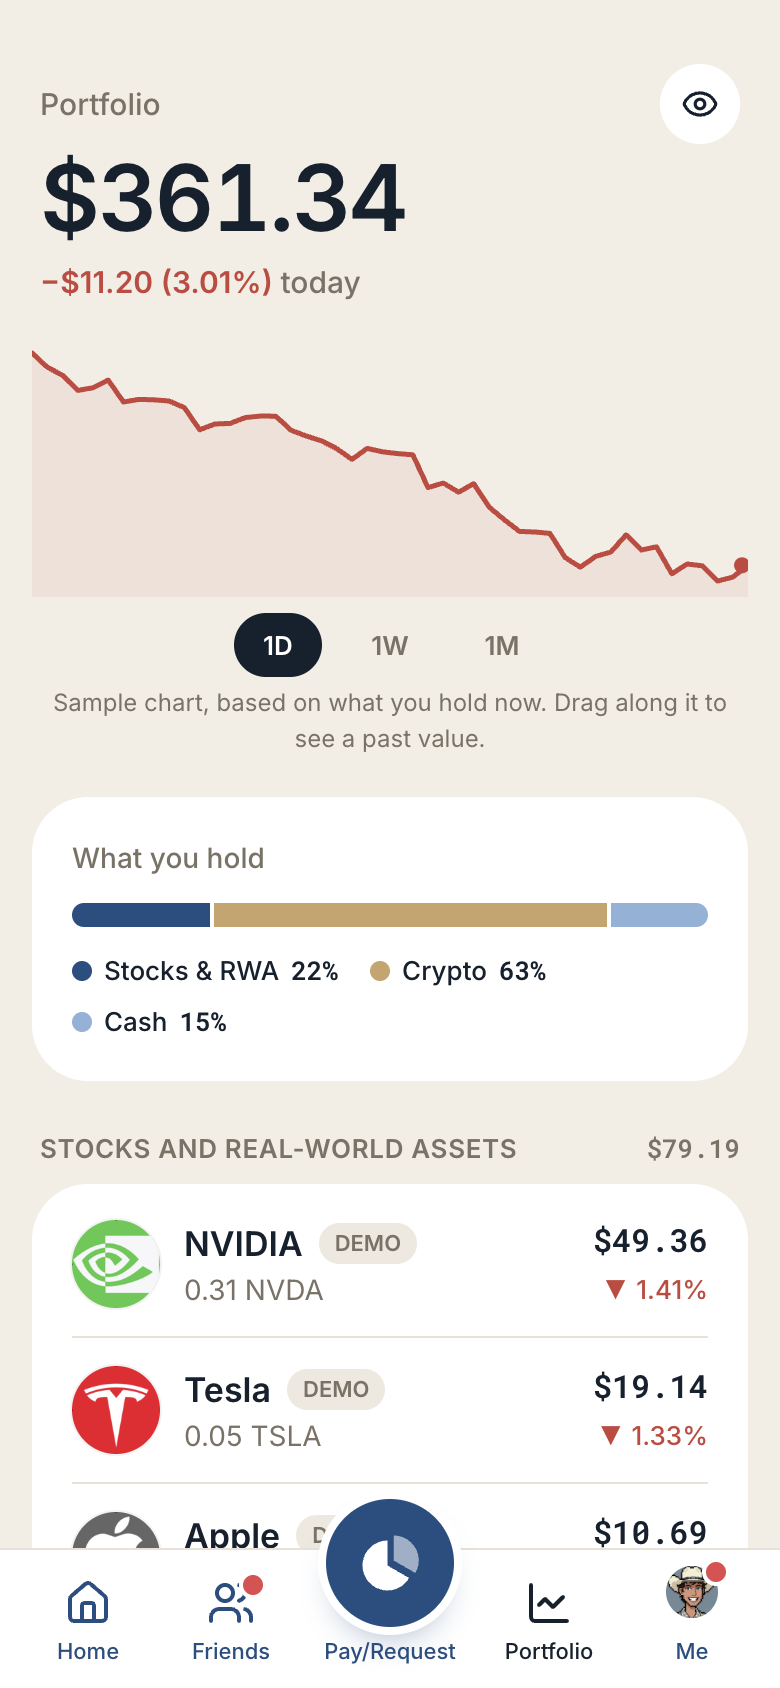 Portfolio
$361.34
−$11.20 (3.01%) today
1D 1W 1M
Sample chart, based on what you hold now. Drag along it to
see a past value.
What you hold
Stocks & RWA 22% Crypto 63%
Cash 15%
STOCKS AND REAL-WORLD ASSETS $79.19
NVIDIA DEMO $49.36
0.31 NVDA ▼ 1.41%
Tesla DEMO $19.14
0.05 TSLA ▼ 1.33%
Apple $10.69
Home Friends Pay/Request Portfolio Me